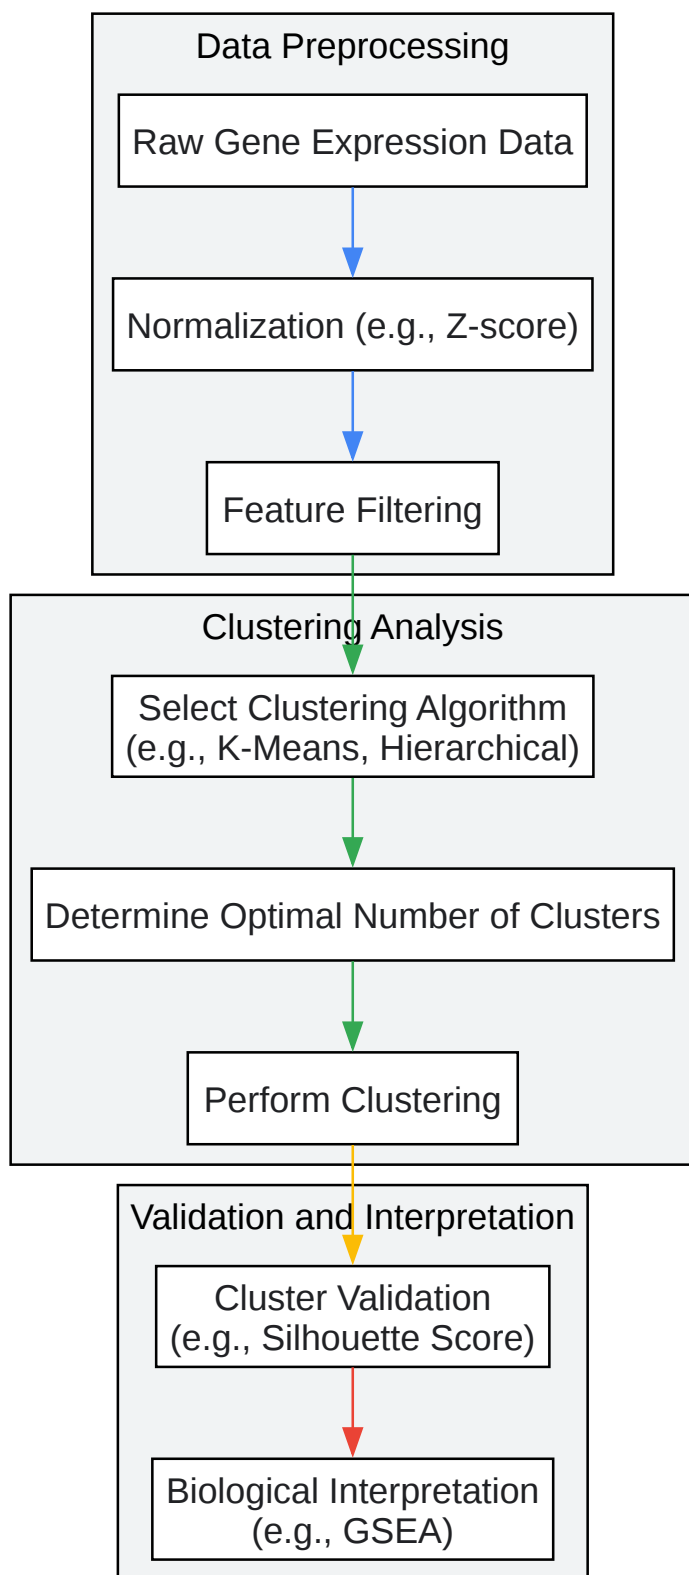 Data Preprocessing
Raw Gene Expression Data
Normalization (e.g., Z-score)
Feature Filtering
Clustering Analysis
Select Clustering Algorithm
(e.g., K-Means, Hierarchical)
Determine Optimal Number of Clusters
Perform Clustering
Validation and Interpretation
Cluster Validation
(e.g., Silhouette Score)
Biological Interpretation
(e.g., GSEA)